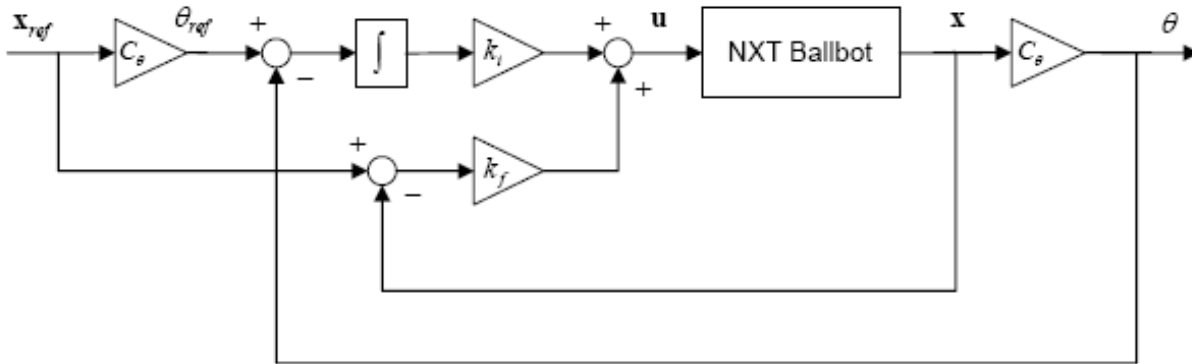 x_ref
C_θ
θ_ref
+
−
∫
k_i
+
+
u
NXT Ballbot
x
C_θ
θ
+
−
k_f